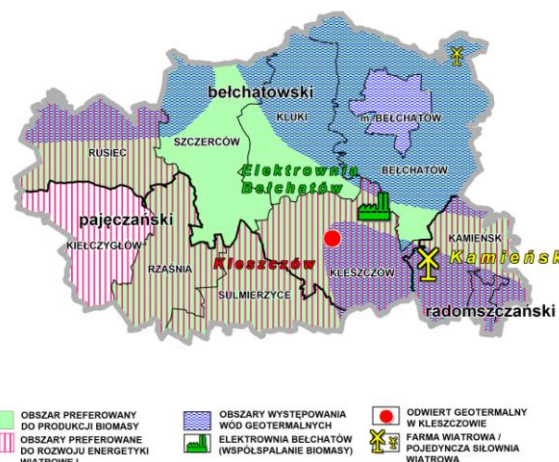 bełchatowski
KLUKI
m. BEŁCHATÓW
SZCZERCÓW
RUSIEC
BEŁCHATÓW
Elektrownia
Bełchatów
pajęczański
KIEŁCZYGŁÓW
RZĄŚNIA
Kleszczów
KLESZCZÓW
KAMIEŃSK
Kamieńsk
SULMIERZYCE
radomszczański
OBSZAR PREFEROWANY
DO PRODUKCJI BIOMASY
OBSZARY PREFEROWANE
DO ROZWOJU ENERGETYKI
WIATROWEJ I
OBSZARY WYSTĘPOWANIA
WÓD GEOTERMALNYCH
ELEKTROWNIA BEŁCHATÓW
(WSPÓŁSPALANIE BIOMASY)
ODWIERT GEOTERMALNY
W KLESZCZOWIE
FARMA WIATROWA /
POJEDYNCZA SIŁOWNIA
WIATROWA